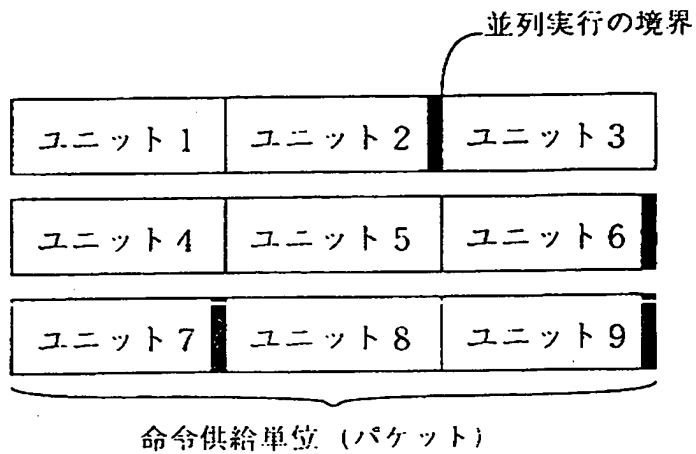 並列実行の境界
ユニット1 ユニット2 ユニット3
ユニット4 ユニット5 ユニット6
ユニット7 ユニット8 ユニット9
命令供給単位 (パケット)